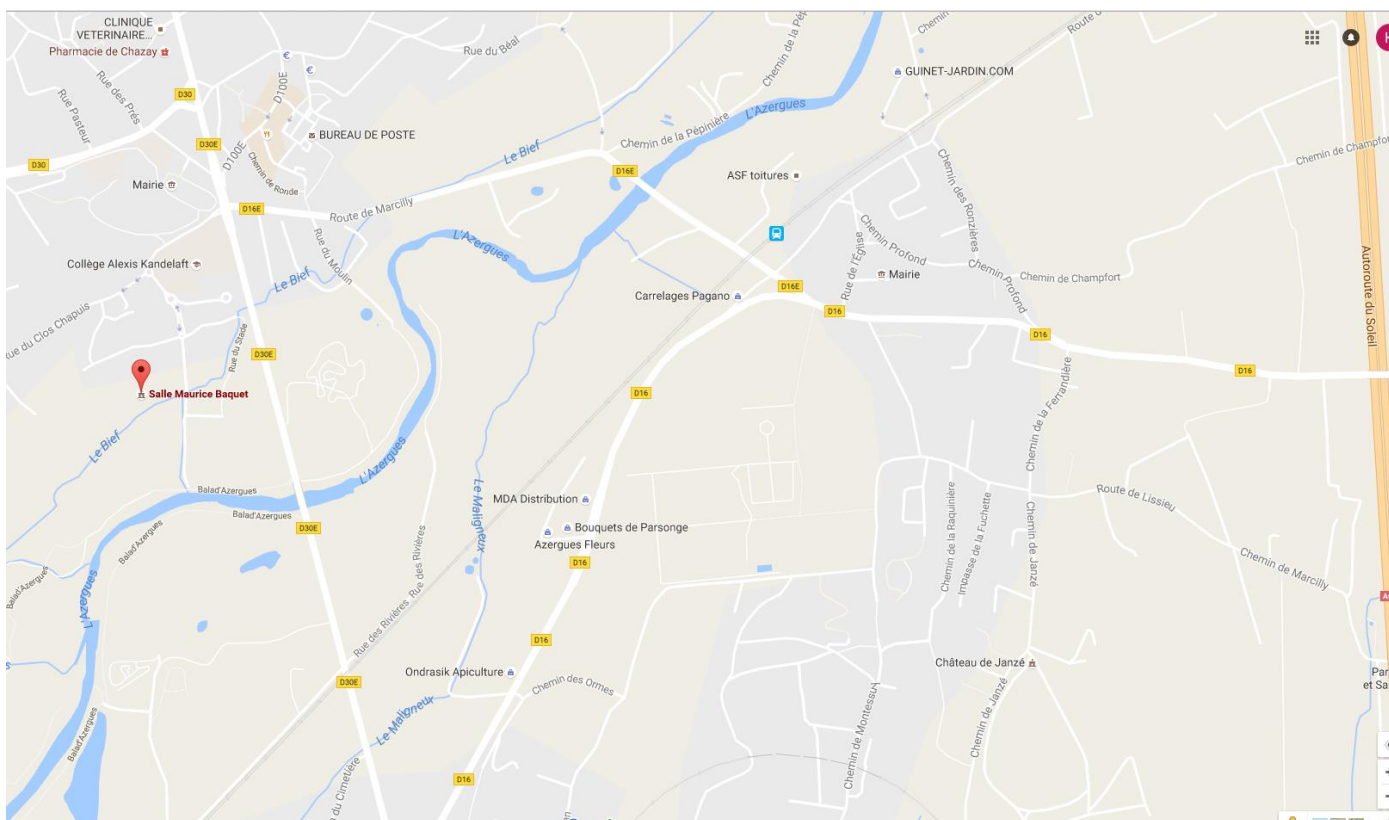 CLINIQUE
VETERINAIRE...
Pharmacie de Chazay
Rue du Béal
Chemin de la
Chemin
Route
GUINET-JARDIN.COM
Rue des Prés
Rue Pasteur
D100E
D30
D30E
BUREAU DE POSTE
Chemin de la Pépinière
L'Azergues
Le Bief
Chemin de Champfort
D30
D100E
Chemin de Ronde
Mairie
D16E
ASF toitures
Chemin des Ronzières
D16E
Route de Marcilly
Rue du Moulin
L'Azergues
Chemin Profond
Rue de l'Église
Mairie
Chemin Profond
Chemin de Champfort
Autoroute du Soleil
Collège Alexis Kandelaft
Le Bief
Carrelages Pagano
D16E
D16
D16
Rue du Clos Chapuis
Rue du Stade
D30E
D16
Chemin de la Ferrandière
Salle Maurice Baquet
D16
Le Bief
L'Azergues
Balad'Azergues
Balad'Azergues
D30E
Le Maligneux
MDA Distribution
Bouquets de Parsonge
Azergues Fleurs
Chemin de la Raquinière
Impasse de la Fuchette
Chemin de Janzé
Route de Lissieu
Chemin de Marcilly
Balad'Azergues
Balad'Azergues
L'Azergues
Rue des Rivières
Rue des Rivières
D16
D16
Château de Janzé
Ondrasik Apiculture
D30E
Chemin des Ormes
Par
et Sa
Le Maligneux
Balad'Azergues
Chemin de Montessuy
Chemin de Janzé
D16
du Cimetière